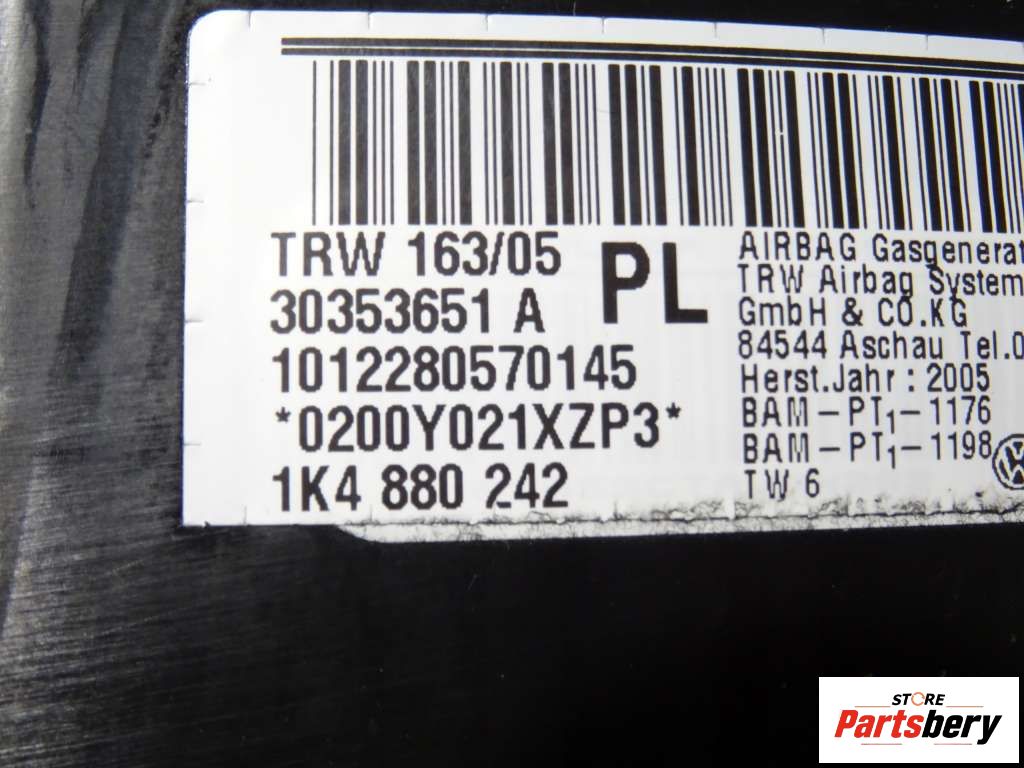 TRW 163/05
30353651 A
1012280570145
*0200Y021XZP3*
1K4 880 242
PL
AIRBAG Gasgenerat
TRW Airbag System
GmbH & CO.KG
84544 Aschau Tel.0
Herst.Jahr : 2005
BAM-PT1-1176
BAM-PT1-1198
TW 6
STORE
Partsbery